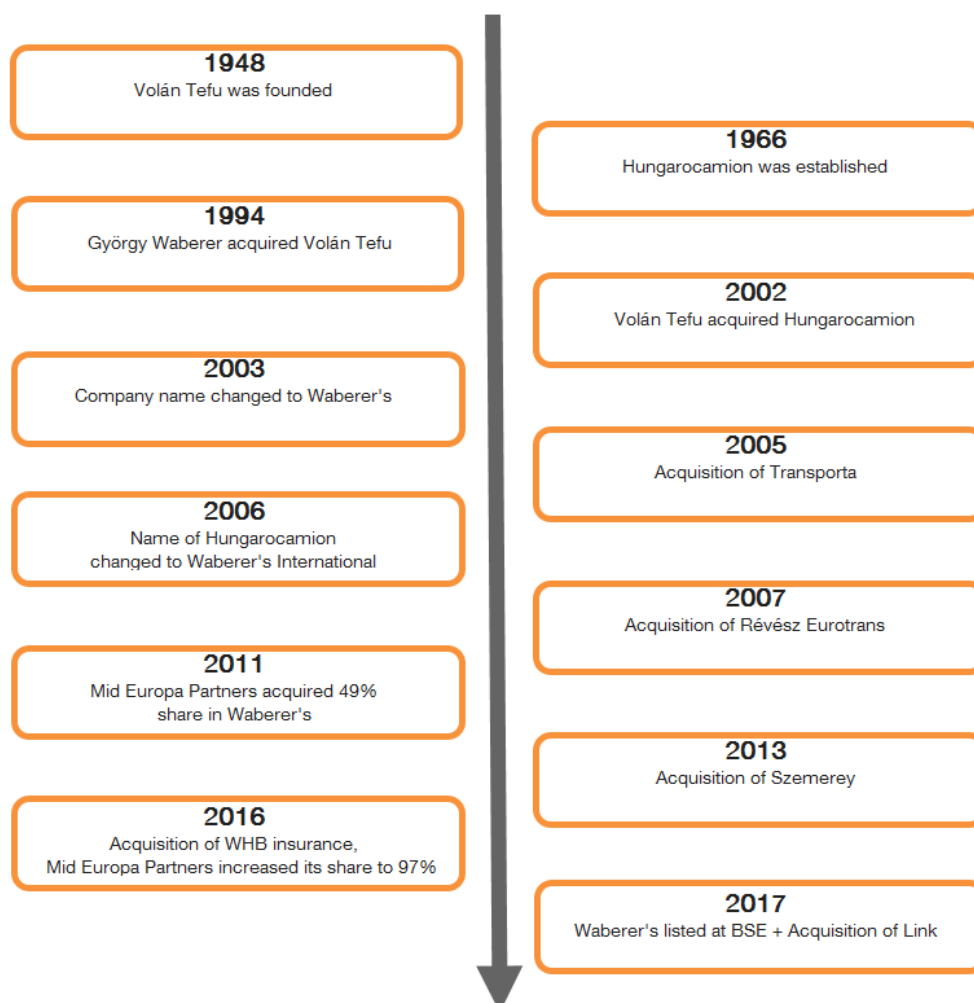 1948
Volán Tefu was founded
1966
Hungarocamion was established
1994
György Waberer acquired Volán Tefu
2002
Volán Tefu acquired Hungarocamion
2003
Company name changed to Waberer's
2005
Acquisition of Transporta
2006
Name of Hungarocamion
changed to Waberer's International
2007
Acquisition of Révész Eurotrans
2011
Mid Europa Partners acquired 49%
share in Waberer's
2013
Acquisition of Szemerey
2016
Acquisition of WHB insurance,
Mid Europa Partners increased its share to 97%
2017
Waberer's listed at BSE + Acquisition of Link